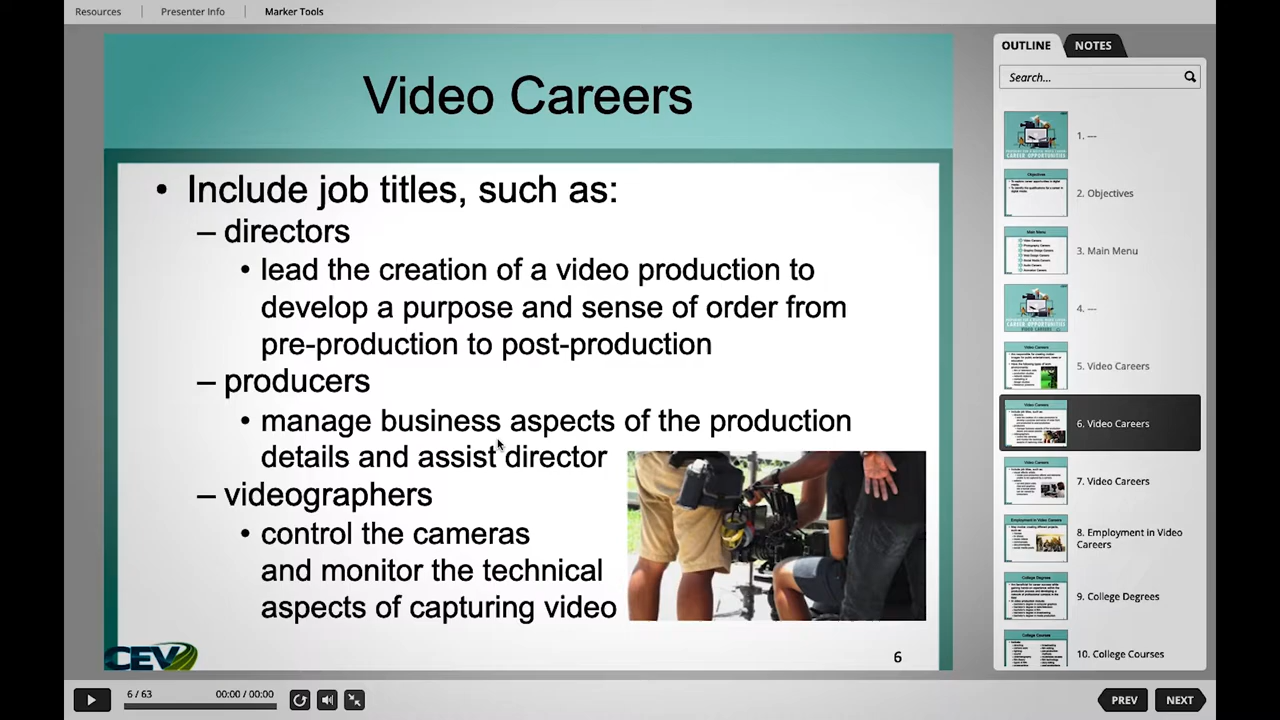 Resources
Presenter Info
Marker Tools
Video Careers
• Include job titles, such as:
– directors
• lead the creation of a video production to
develop a purpose and sense of order from
pre-production to post-production
– producers
• manage business aspects of the production
details and assist director
– videographers
• control the cameras
and monitor the technical
aspects of capturing video
CEV
6
OUTLINE
NOTES
Search...
1. ---
2. Objectives
3. Main Menu
4. ---
5. Video Careers
6. Video Careers
7. Video Careers
8. Employment in Video
Careers
9. College Degrees
10. College Courses
6 / 63
00:00 / 00:00
PREV
NEXT